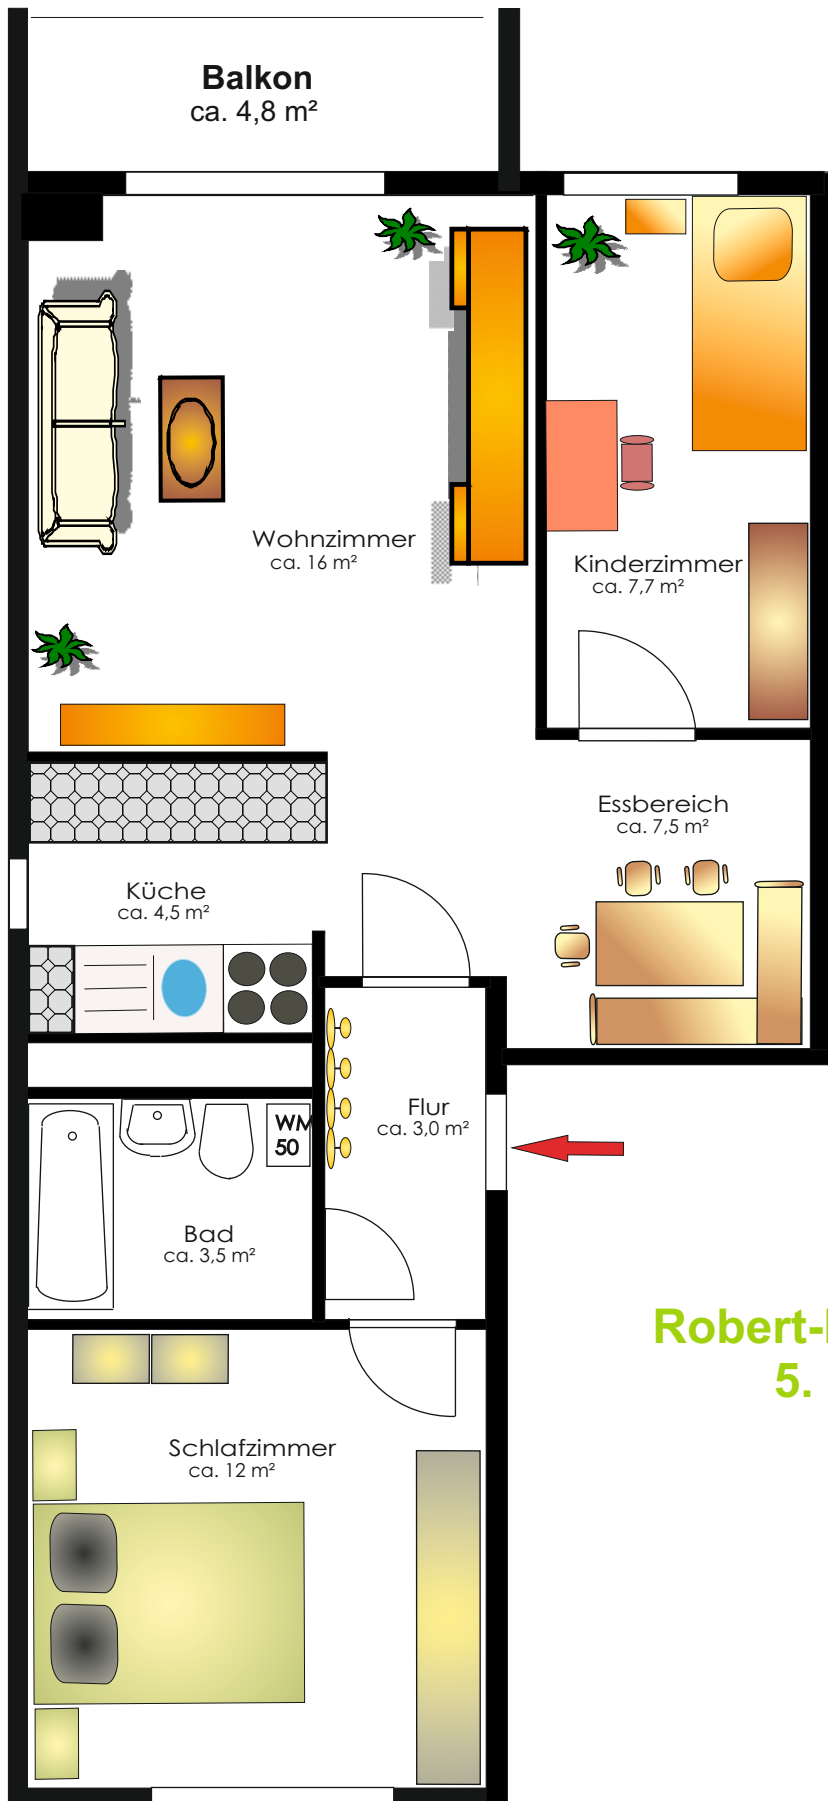 Balkon
ca. 4,8 m²
Wohnzimmer
ca. 16 m²
Kinderzimmer
ca. 7,7 m²
Essbereich
ca. 7,5 m²
Küche
ca. 4,5 m²
Flur
ca. 3,0 m²
WM
50
Bad
ca. 3,5 m²
Robert-
5.
Schlafzimmer
ca. 12 m²